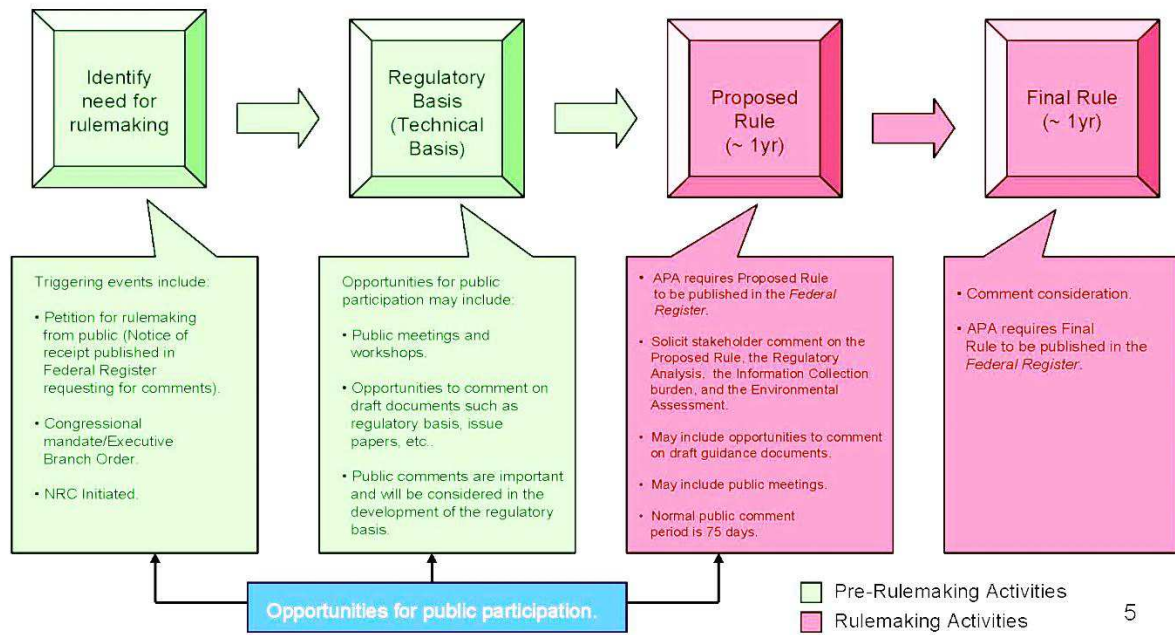 Identify
need for
rulemaking
Regulatory
Basis
(Technical
Basis)
Proposed
Rule
(~ 1yr)
Final Rule
(~ 1yr)
Triggering events include:
• Petition for rulemaking
from public (Notice of
receipt published in
Federal Register
requesting for comments).
• Congressional
mandate/Executive
Branch Order.
• NRC Initiated.
Opportunities for public
participation may include:
• Public meetings and
workshops.
• Opportunities to comment on
draft documents such as
regulatory basis, issue
papers, etc..
• Public comments are important
and will be considered in the
development of the regulatory
basis.
• APA requires Proposed Rule
to be published in the Federal
Register.
• Solicit stakeholder comment on the
Proposed Rule, the Regulatory
Analysis, the Information Collection
burden, and the Environmental
Assessment.
• May include opportunities to comment
on draft guidance documents.
• May include public meetings.
• Normal public comment
period is 75 days.
• Comment consideration.
• APA requires Final
Rule to be published in the
Federal Register.
Opportunities for public participation.
Pre-Rulemaking Activities
Rulemaking Activities
5